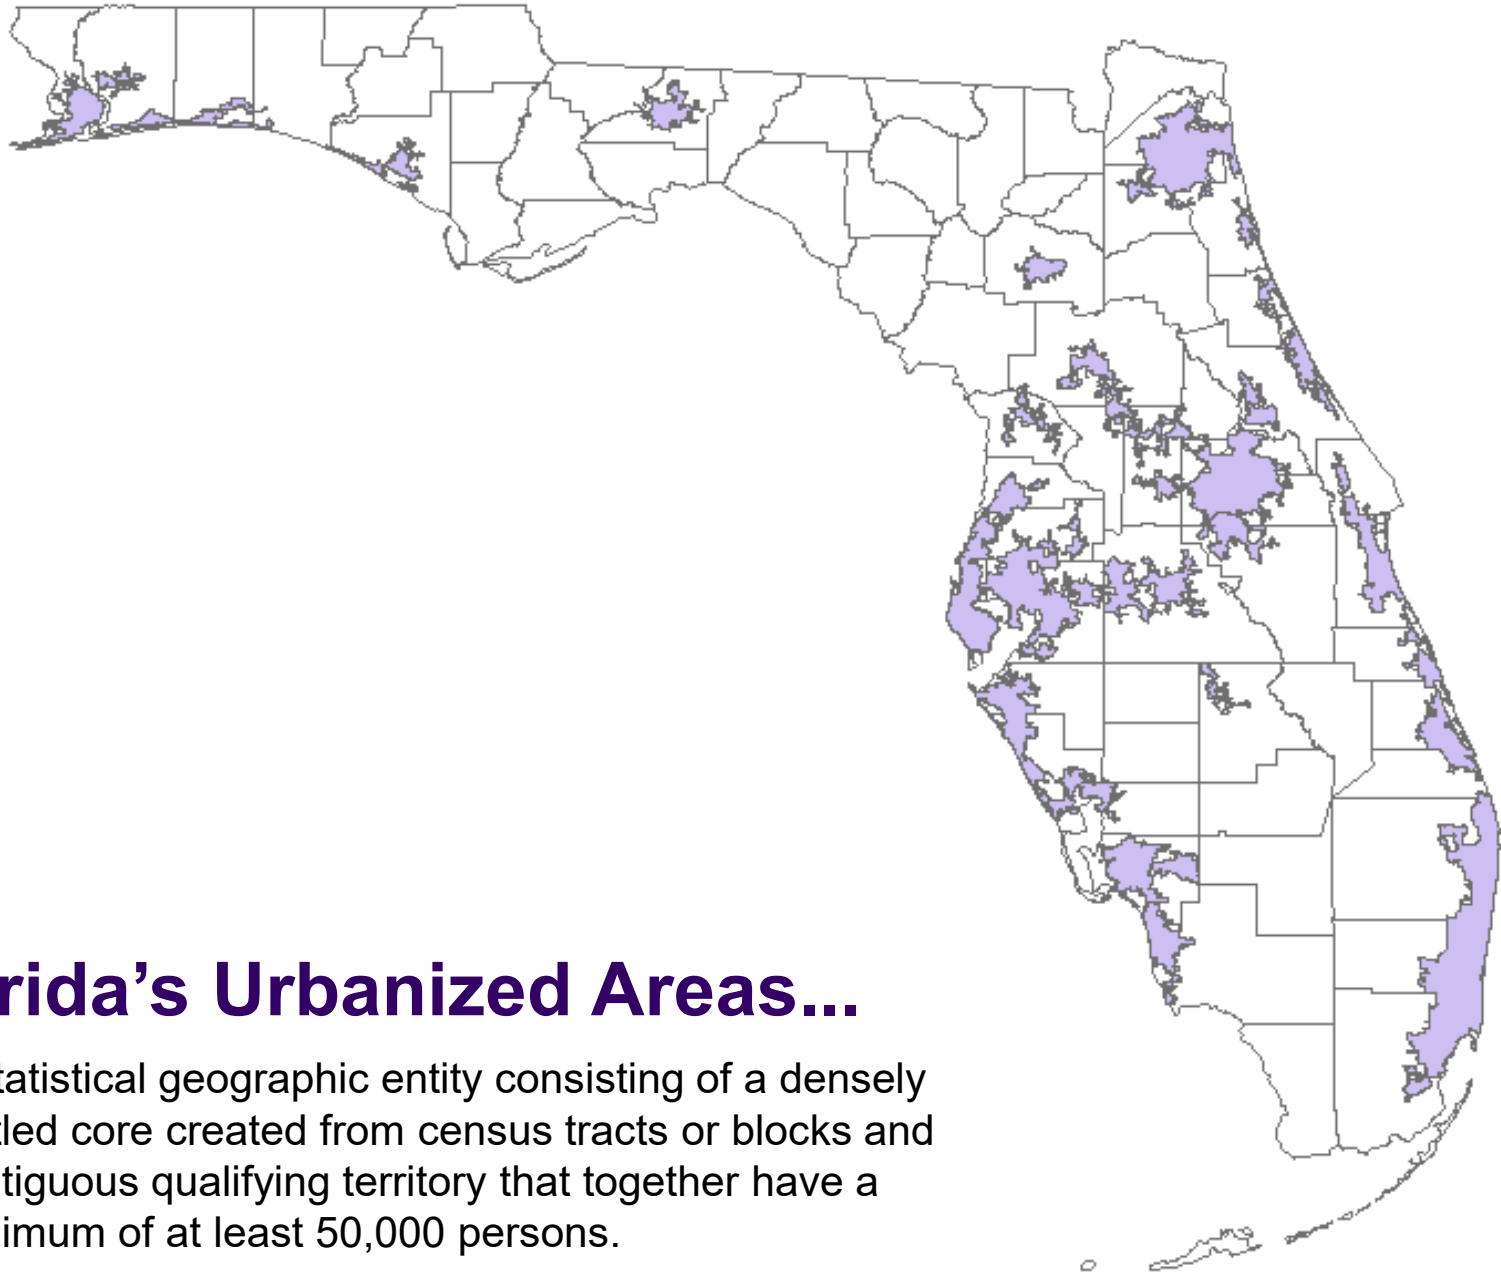 rida’s Urbanized Areas...
tatistical geographic entity consisting of a densely
tled core created from census tracts or blocks and
tiguous qualifying territory that together have a
imum of at least 50,000 persons.